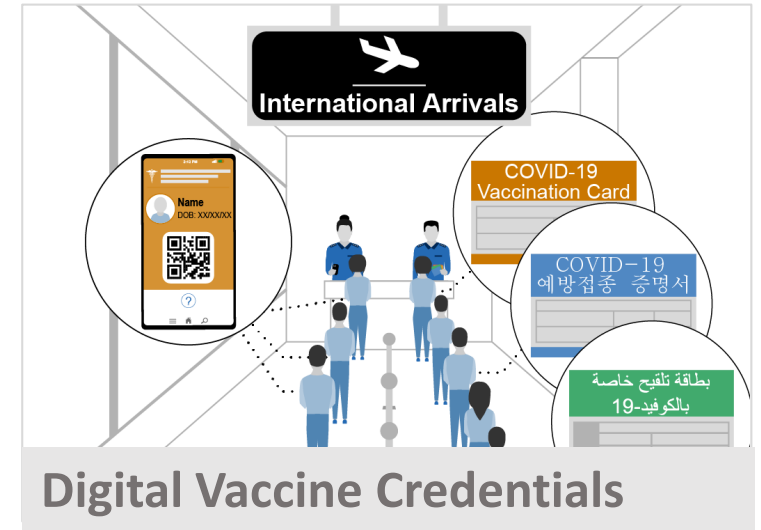 International Arrivals
Name
DOB: XX/XX/XX
?
COVID-19
Vaccination Card
COVID-19
예방접종 증명서
بطاقة تلقيح خاصة
بالكوفيد-19
Digital Vaccine Credentials